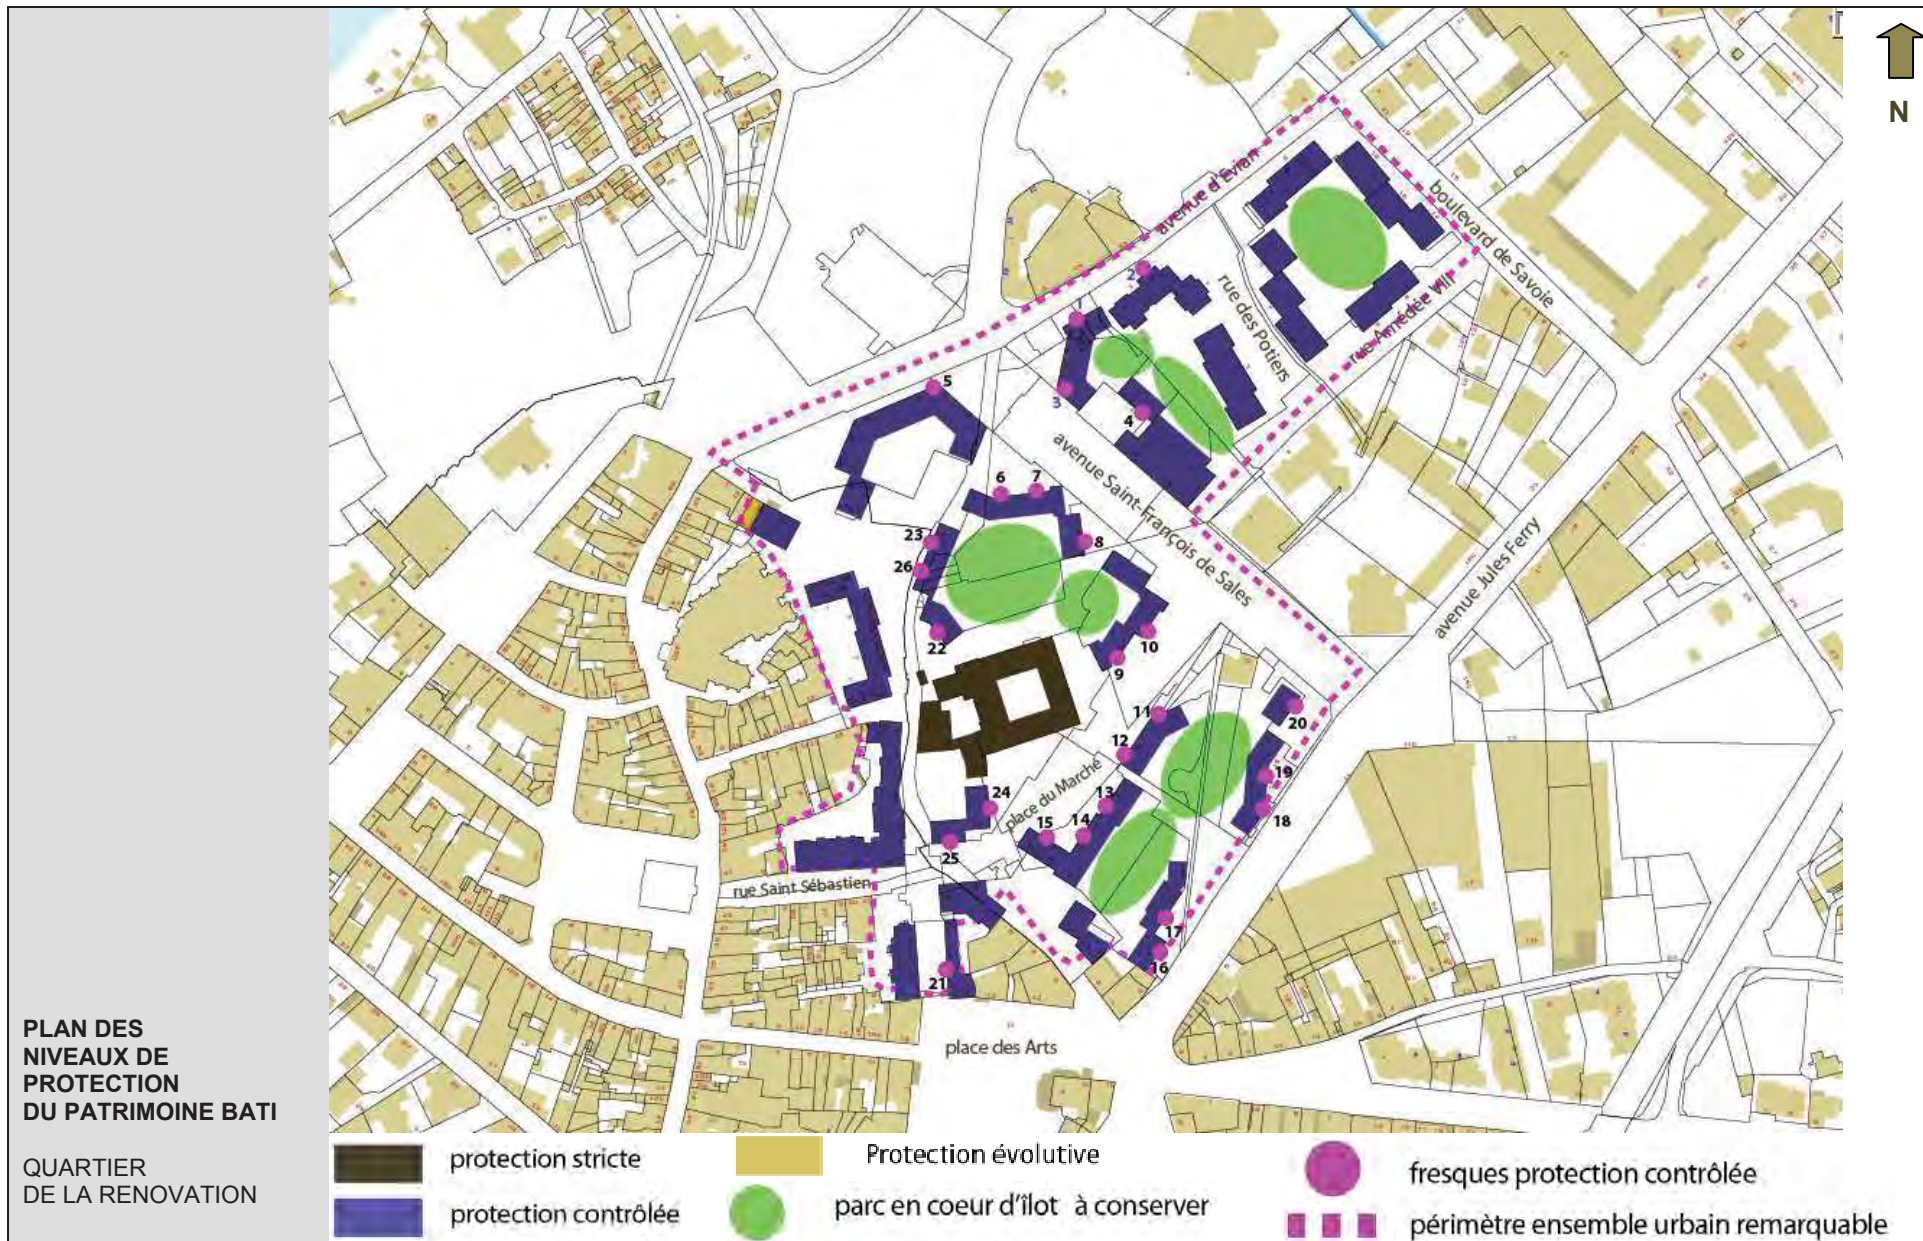 N
avenue d'Evian
boulevard de Savoie
2
rue des Potiers
1
rue Amédée VIII
3
4
5
avenue Saint-François de Sales
6
7
8
23
26
avenue Jules Ferry
22
10
9
11
20
12
19
place du Marché
24
13
18
15
14
25
rue Saint Sébastien
17
16
21
place des Arts
PLAN DES
NIVEAUX DE
PROTECTION
DU PATRIMOINE BATI
QUARTIER
DE LA RENOVATION
protection stricte
Protection évolutive
fresques protection contrôlée
protection contrôlée
parc en coeur d'îlot à conserver
périmètre ensemble urbain remarquable